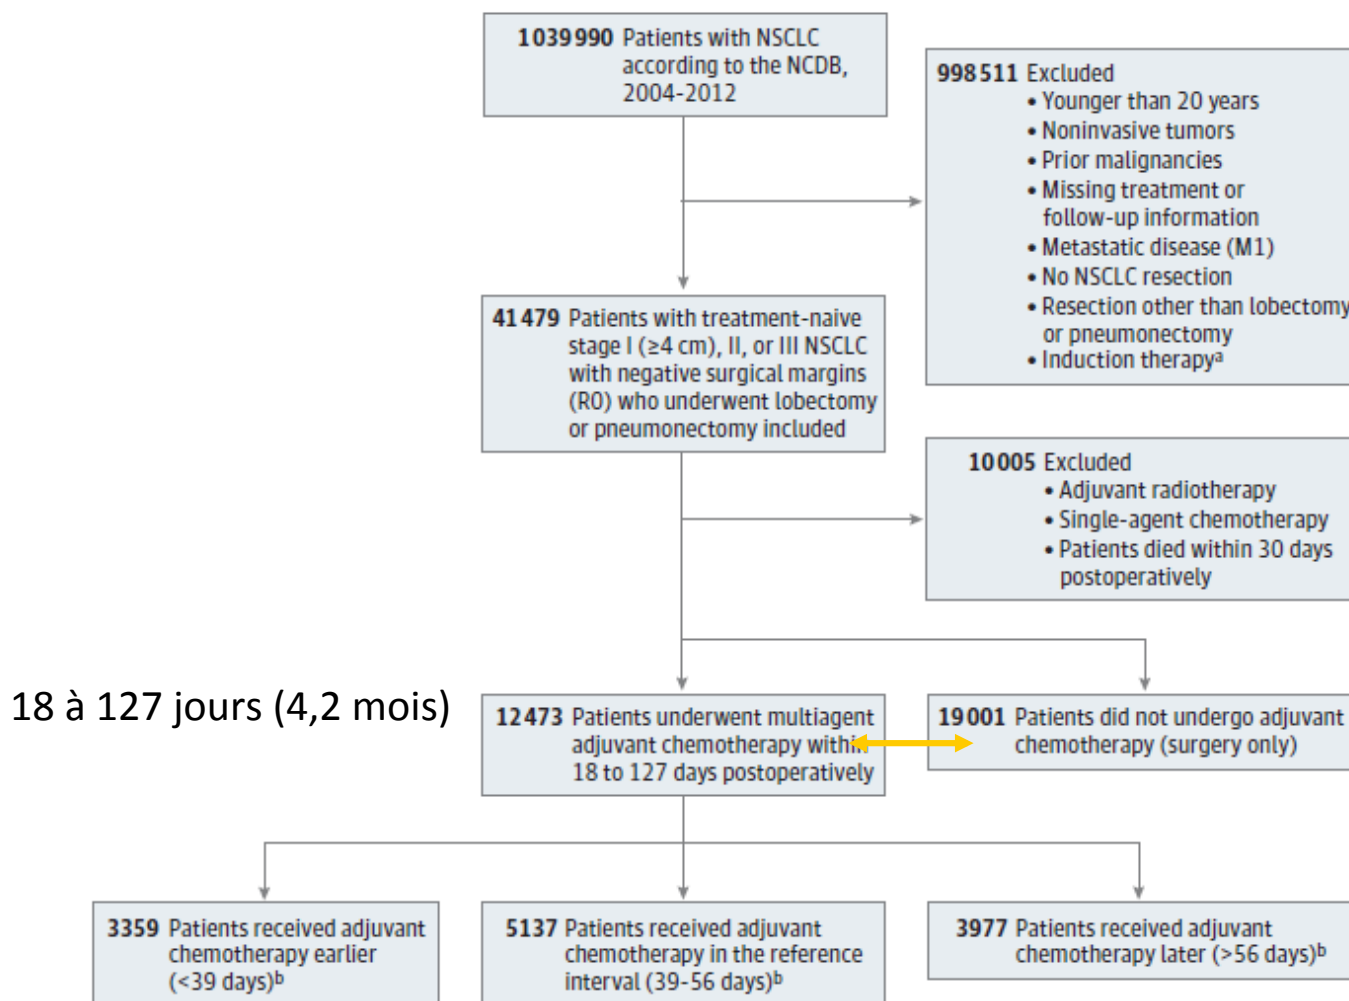 1039990 Patients with NSCLC
according to the NCDB,
2004-2012
998511 Excluded
• Younger than 20 years
• Noninvasive tumors
• Prior malignancies
• Missing treatment or
follow-up information
• Metastatic disease (M1)
• No NSCLC resection
• Resection other than lobectomy
or pneumonectomy
• Induction therapyᵃ
41479 Patients with treatment-naive
stage I (≥4 cm), II, or III NSCLC
with negative surgical margins
(R0) who underwent lobectomy
or pneumonectomy included
10005 Excluded
• Adjuvant radiotherapy
• Single-agent chemotherapy
• Patients died within 30 days
postoperatively
18 à 127 jours (4,2 mois)
12473 Patients underwent multiagent
adjuvant chemotherapy within
18 to 127 days postoperatively
19001 Patients did not undergo adjuvant
chemotherapy (surgery only)
3359 Patients received adjuvant
chemotherapy earlier
(<39 days)ᵇ
5137 Patients received adjuvant
chemotherapy in the reference
interval (39-56 days)ᵇ
3977 Patients received adjuvant
chemotherapy later (>56 days)ᵇ